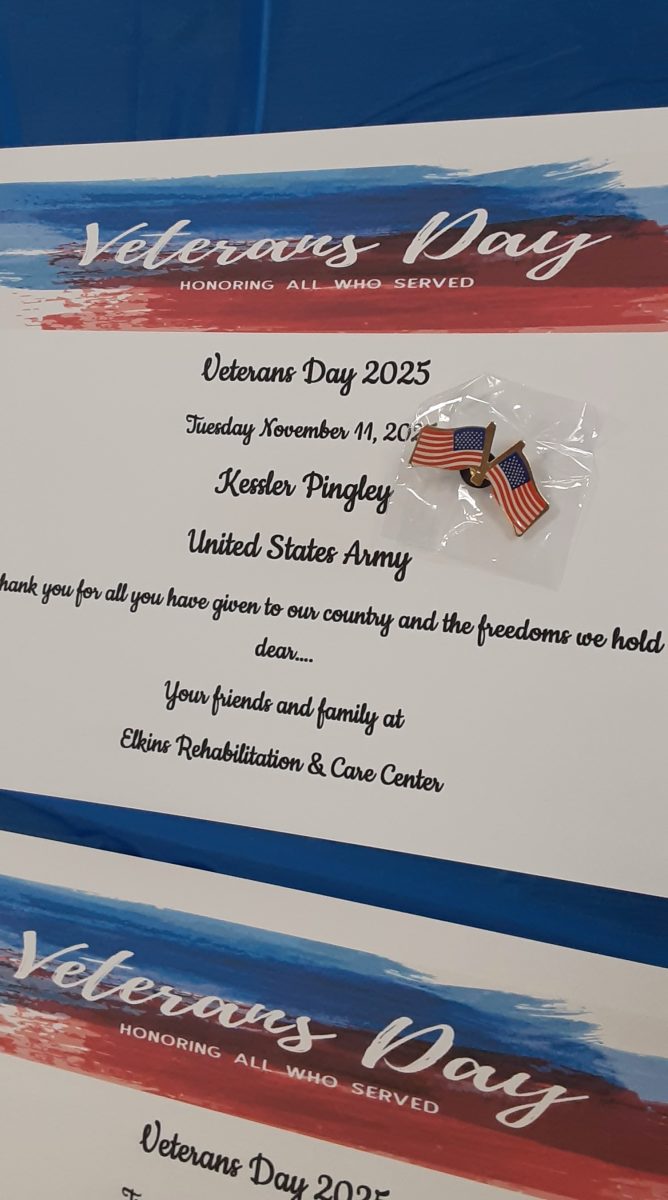 Veterans Day
HONORING ALL WHO SERVED
Veterans Day 2025
Tuesday November 11, 202
Kessler Pingley
United States Army
hank you for all you have given to our country and the freedoms we hold
dear....
Your friends and family at
Elkins Rehabilitation & Care Center
Veterans Day
HONORING ALL WHO SERVED
Veterans Day 2025